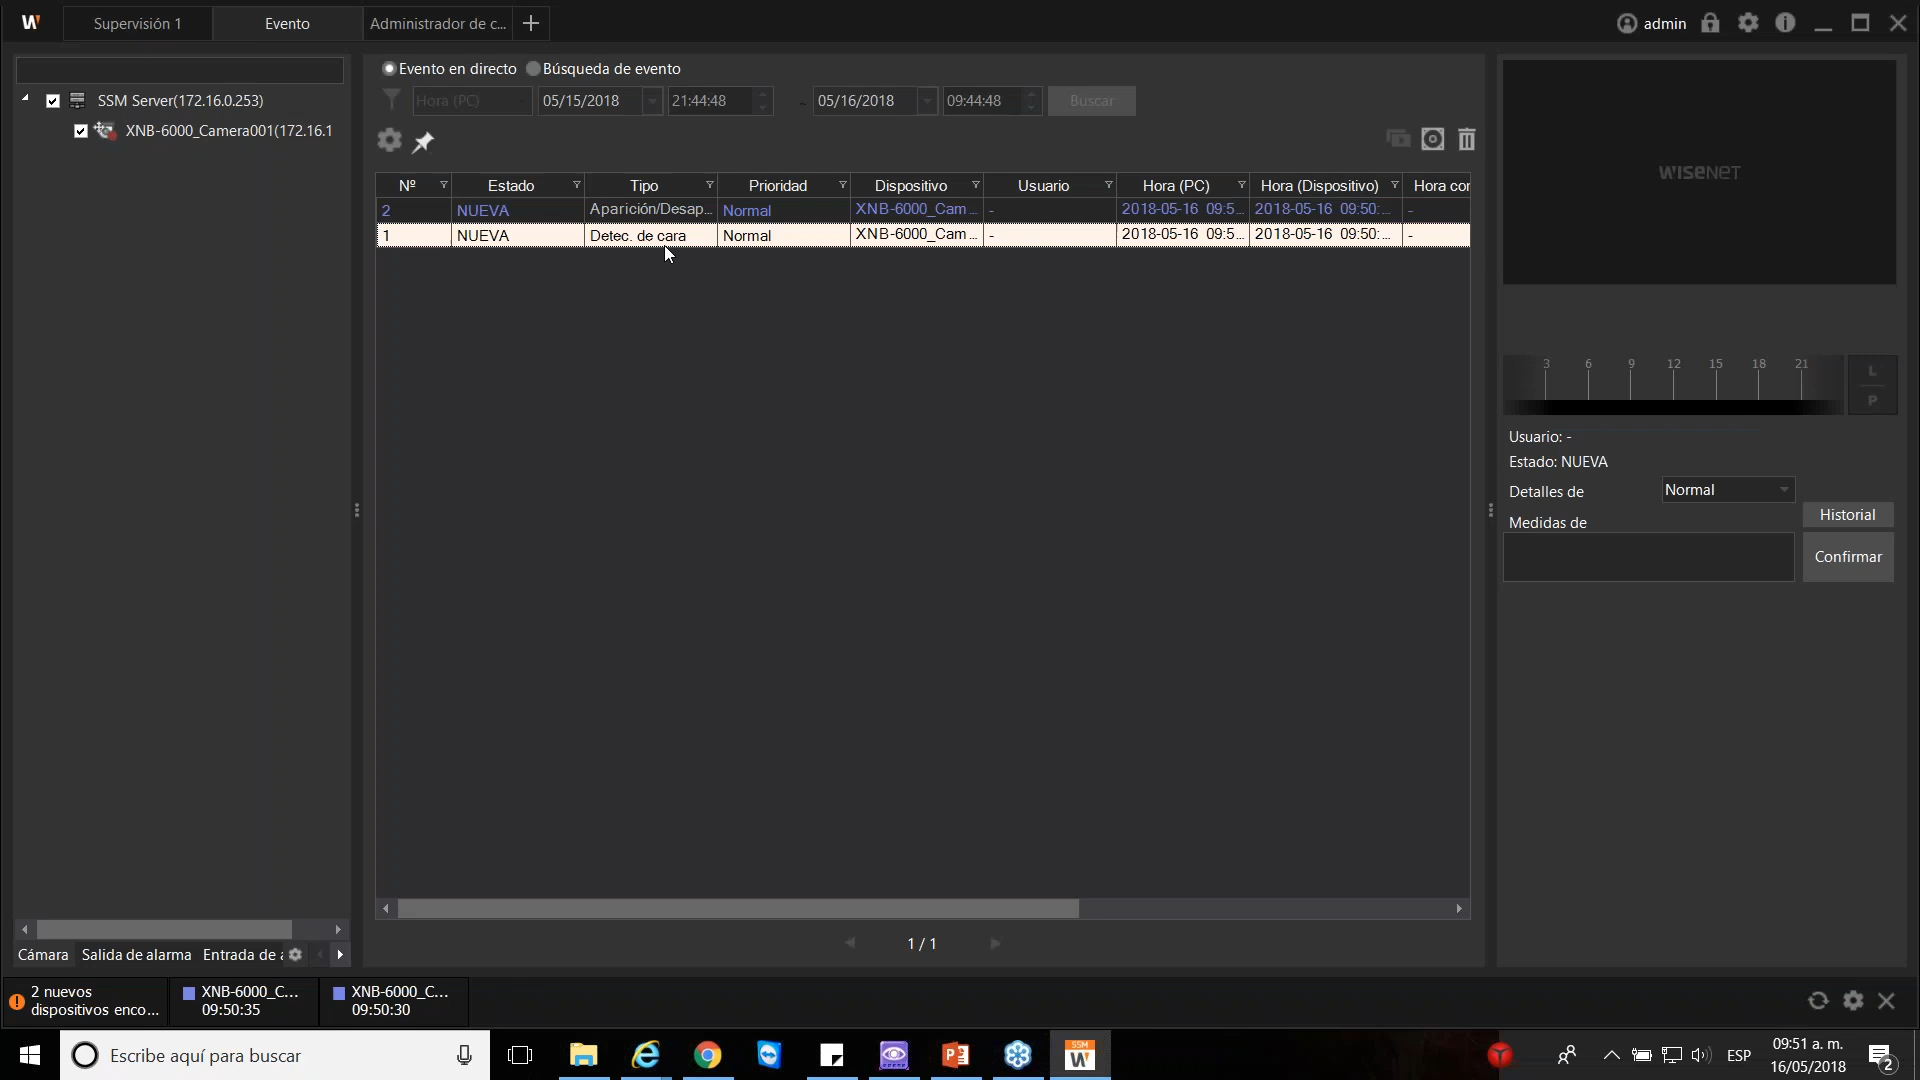 W Supervisión 1 Evento Administrador de c... + admin
Evento en directo Búsqueda de evento
Hora (PC) 05/15/2018 21:44:48 ~ 05/16/2018 09:44:48 Buscar
SSM Server(172.16.0.253)
XNB-6000_Camera001(172.16.1
Nº Estado Tipo Prioridad Dispositivo Usuario Hora (PC) Hora (Dispositivo) Hora con
2 NUEVA Aparición/Desap... Normal XNB-6000_Cam... - 2018-05-16 09:5... 2018-05-16 09:50:... -
1 NUEVA Detec. de cara Normal XNB-6000_Cam... - 2018-05-16 09:5... 2018-05-16 09:50:... -
1 / 1
WISENET
3 6 9 12 15 18 21
L
P
Usuario: -
Estado: NUEVA
Detalles de Normal
Historial
Medidas de
Confirmar
Cámara Salida de alarma Entrada de a
2 nuevos
dispositivos enco...
XNB-6000_C...
09:50:35
XNB-6000_C...
09:50:30
Escribe aquí para buscar
SSM
W
ESP
09:51 a. m.
16/05/2018
2